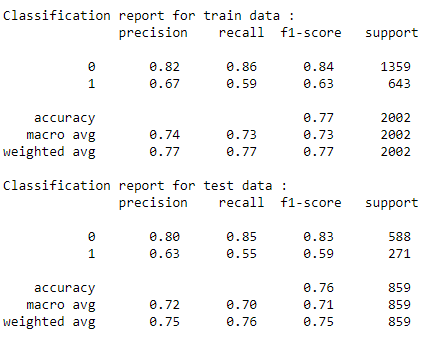 Classification report for train data :
precision recall f1-score support
0 0.82 0.86 0.84 1359
1 0.67 0.59 0.63 643
accuracy 0.77 2002
macro avg 0.74 0.73 0.73 2002
weighted avg 0.77 0.77 0.77 2002
Classification report for test data :
precision recall f1-score support
0 0.80 0.85 0.83 588
1 0.63 0.55 0.59 271
accuracy 0.76 859
macro avg 0.72 0.70 0.71 859
weighted avg 0.75 0.76 0.75 859